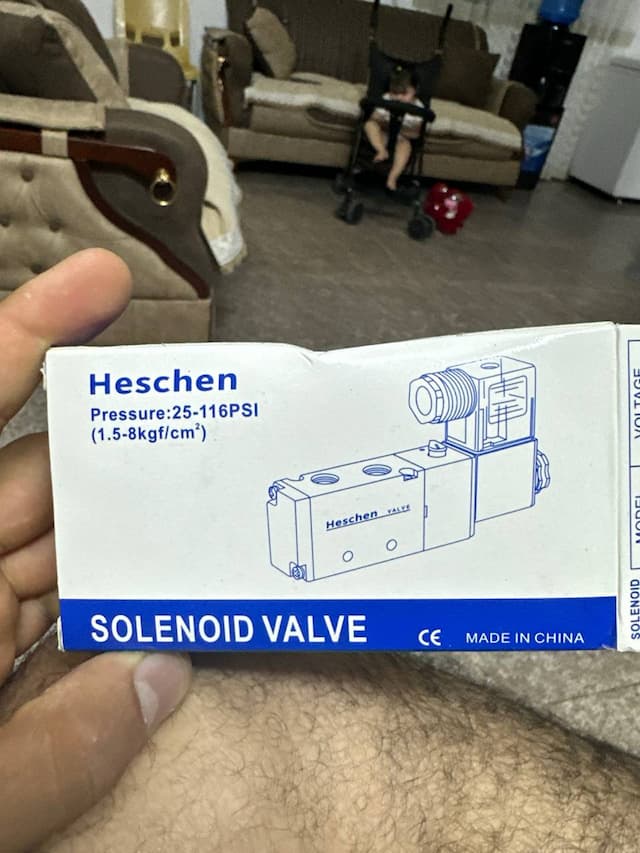 Heschen
Pressure:25-116PSI
(1.5-8kgf/cm²)
Heschen VALVE
SOLENOID VALVE
CE MADE IN CHINA
SOLENOID
MODEL
VOLTAGE